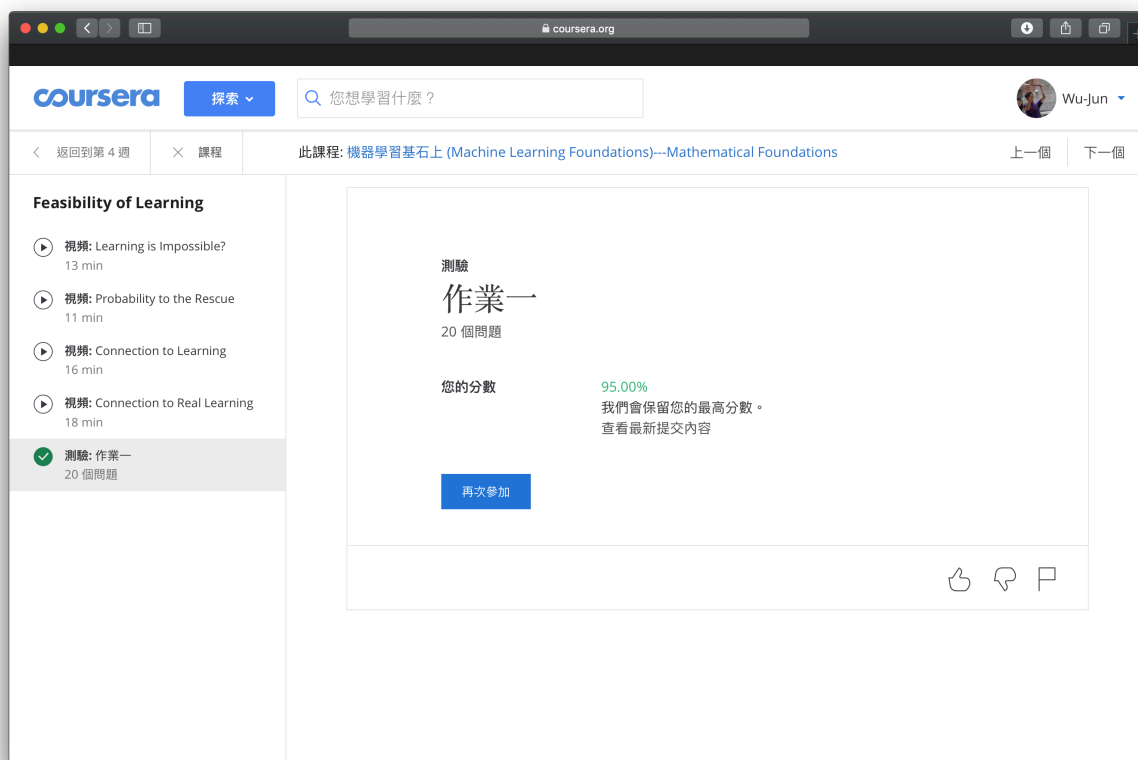 coursera.org
coursera
探索
您想學習什麼？
Wu-Jun
返回到第 4 週
課程
此課程: 機器學習基石上 (Machine Learning Foundations)---Mathematical Foundations
上一個
下一個
Feasibility of Learning
視頻: Learning is Impossible?
13 min
視頻: Probability to the Rescue
11 min
視頻: Connection to Learning
16 min
視頻: Connection to Real Learning
18 min
測驗: 作業一
20 個問題
測驗
作業一
20 個問題
您的分數
95.00%
我們會保留您的最高分數。
查看最新提交內容
再次參加